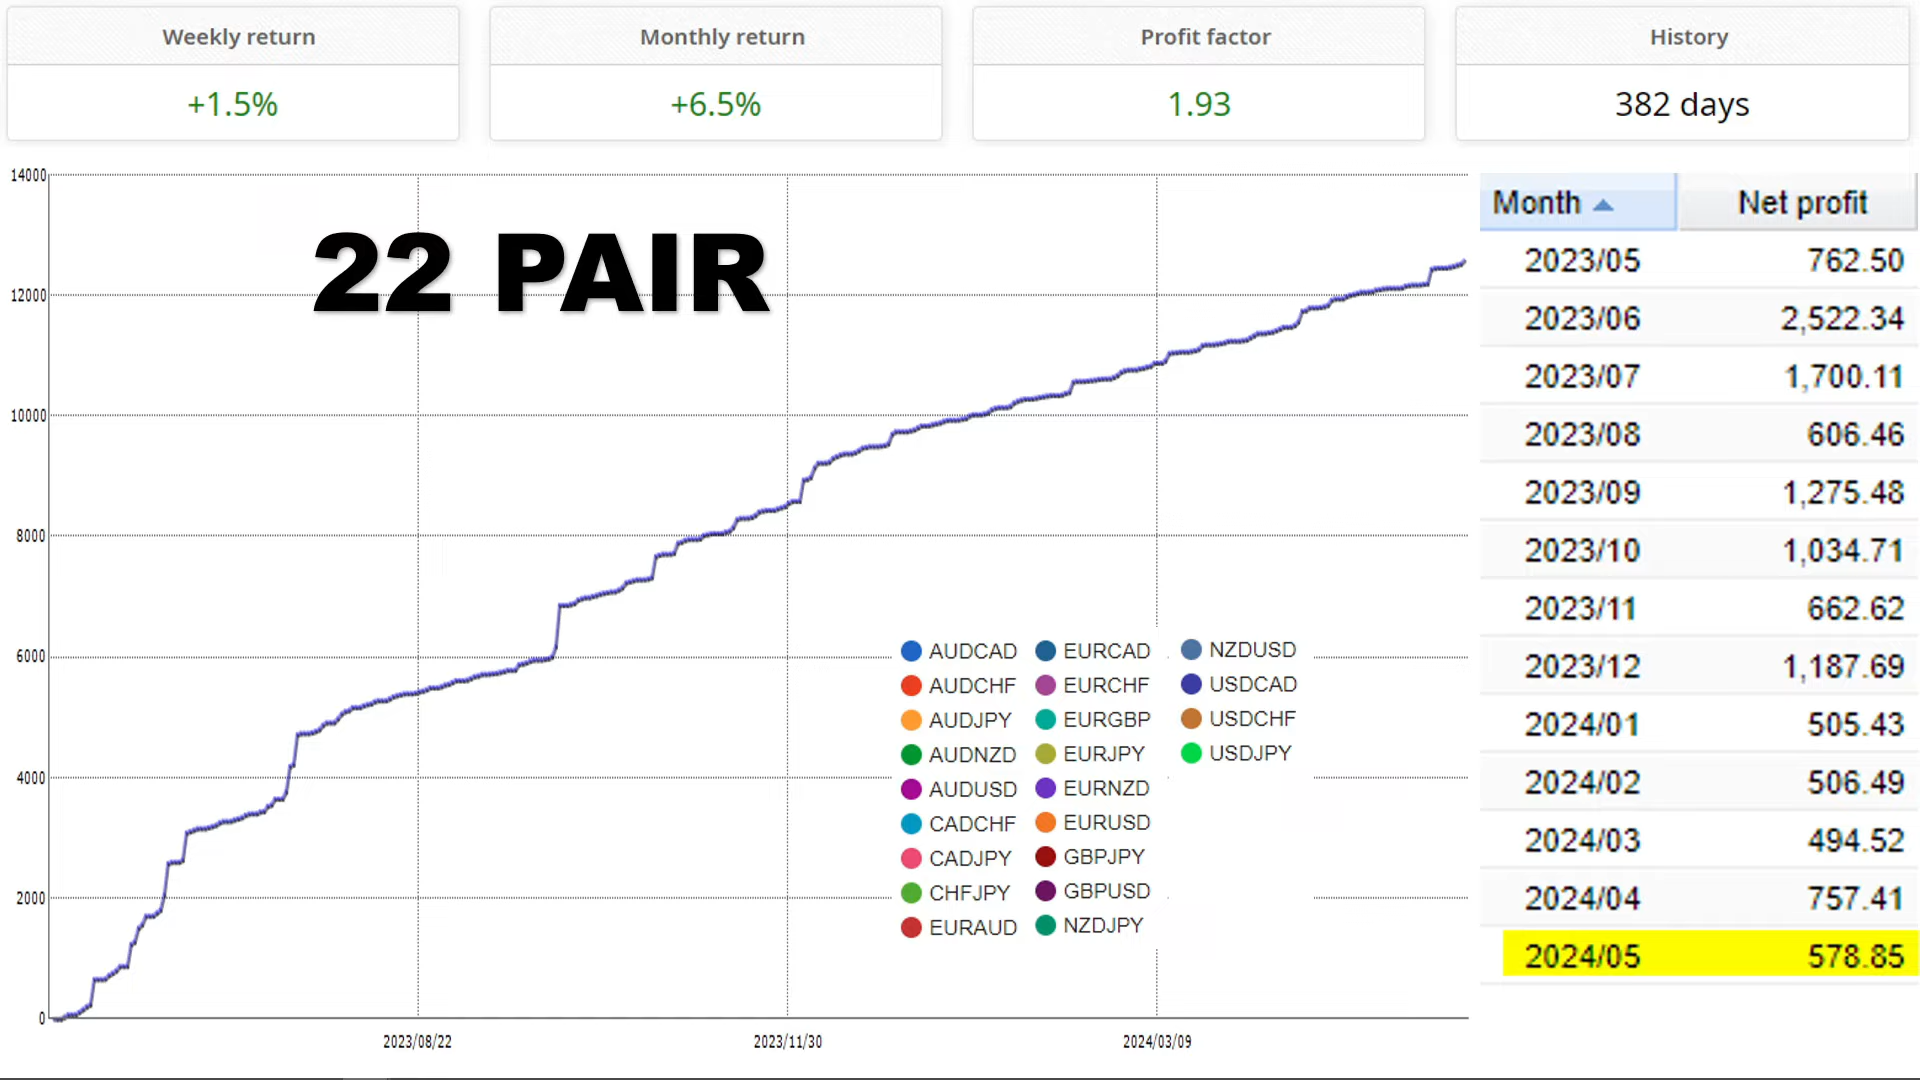 Weekly return
+1.5%
Monthly return
+6.5%
Profit factor
1.93
History
382 days
22 PAIR
14000
12000
10000
8000
6000
4000
2000
0
2023/08/22
2023/11/30
2024/03/09
AUDCAD
AUDCHF
AUDJPY
AUDNZD
AUDUSD
CADCHF
CADJPY
CHFJPY
EURAUD
EURCAD
EURCHF
EURGBP
EURJPY
EURNZD
EURUSD
GBPJPY
GBPUSD
NZDJPY
NZDUSD
USDCAD
USDCHF
USDJPY
Month Net profit
2023/05 762.50
2023/06 2,522.34
2023/07 1,700.11
2023/08 606.46
2023/09 1,275.48
2023/10 1,034.71
2023/11 662.62
2023/12 1,187.69
2024/01 505.43
2024/02 506.49
2024/03 494.52
2024/04 757.41
2024/05 578.85